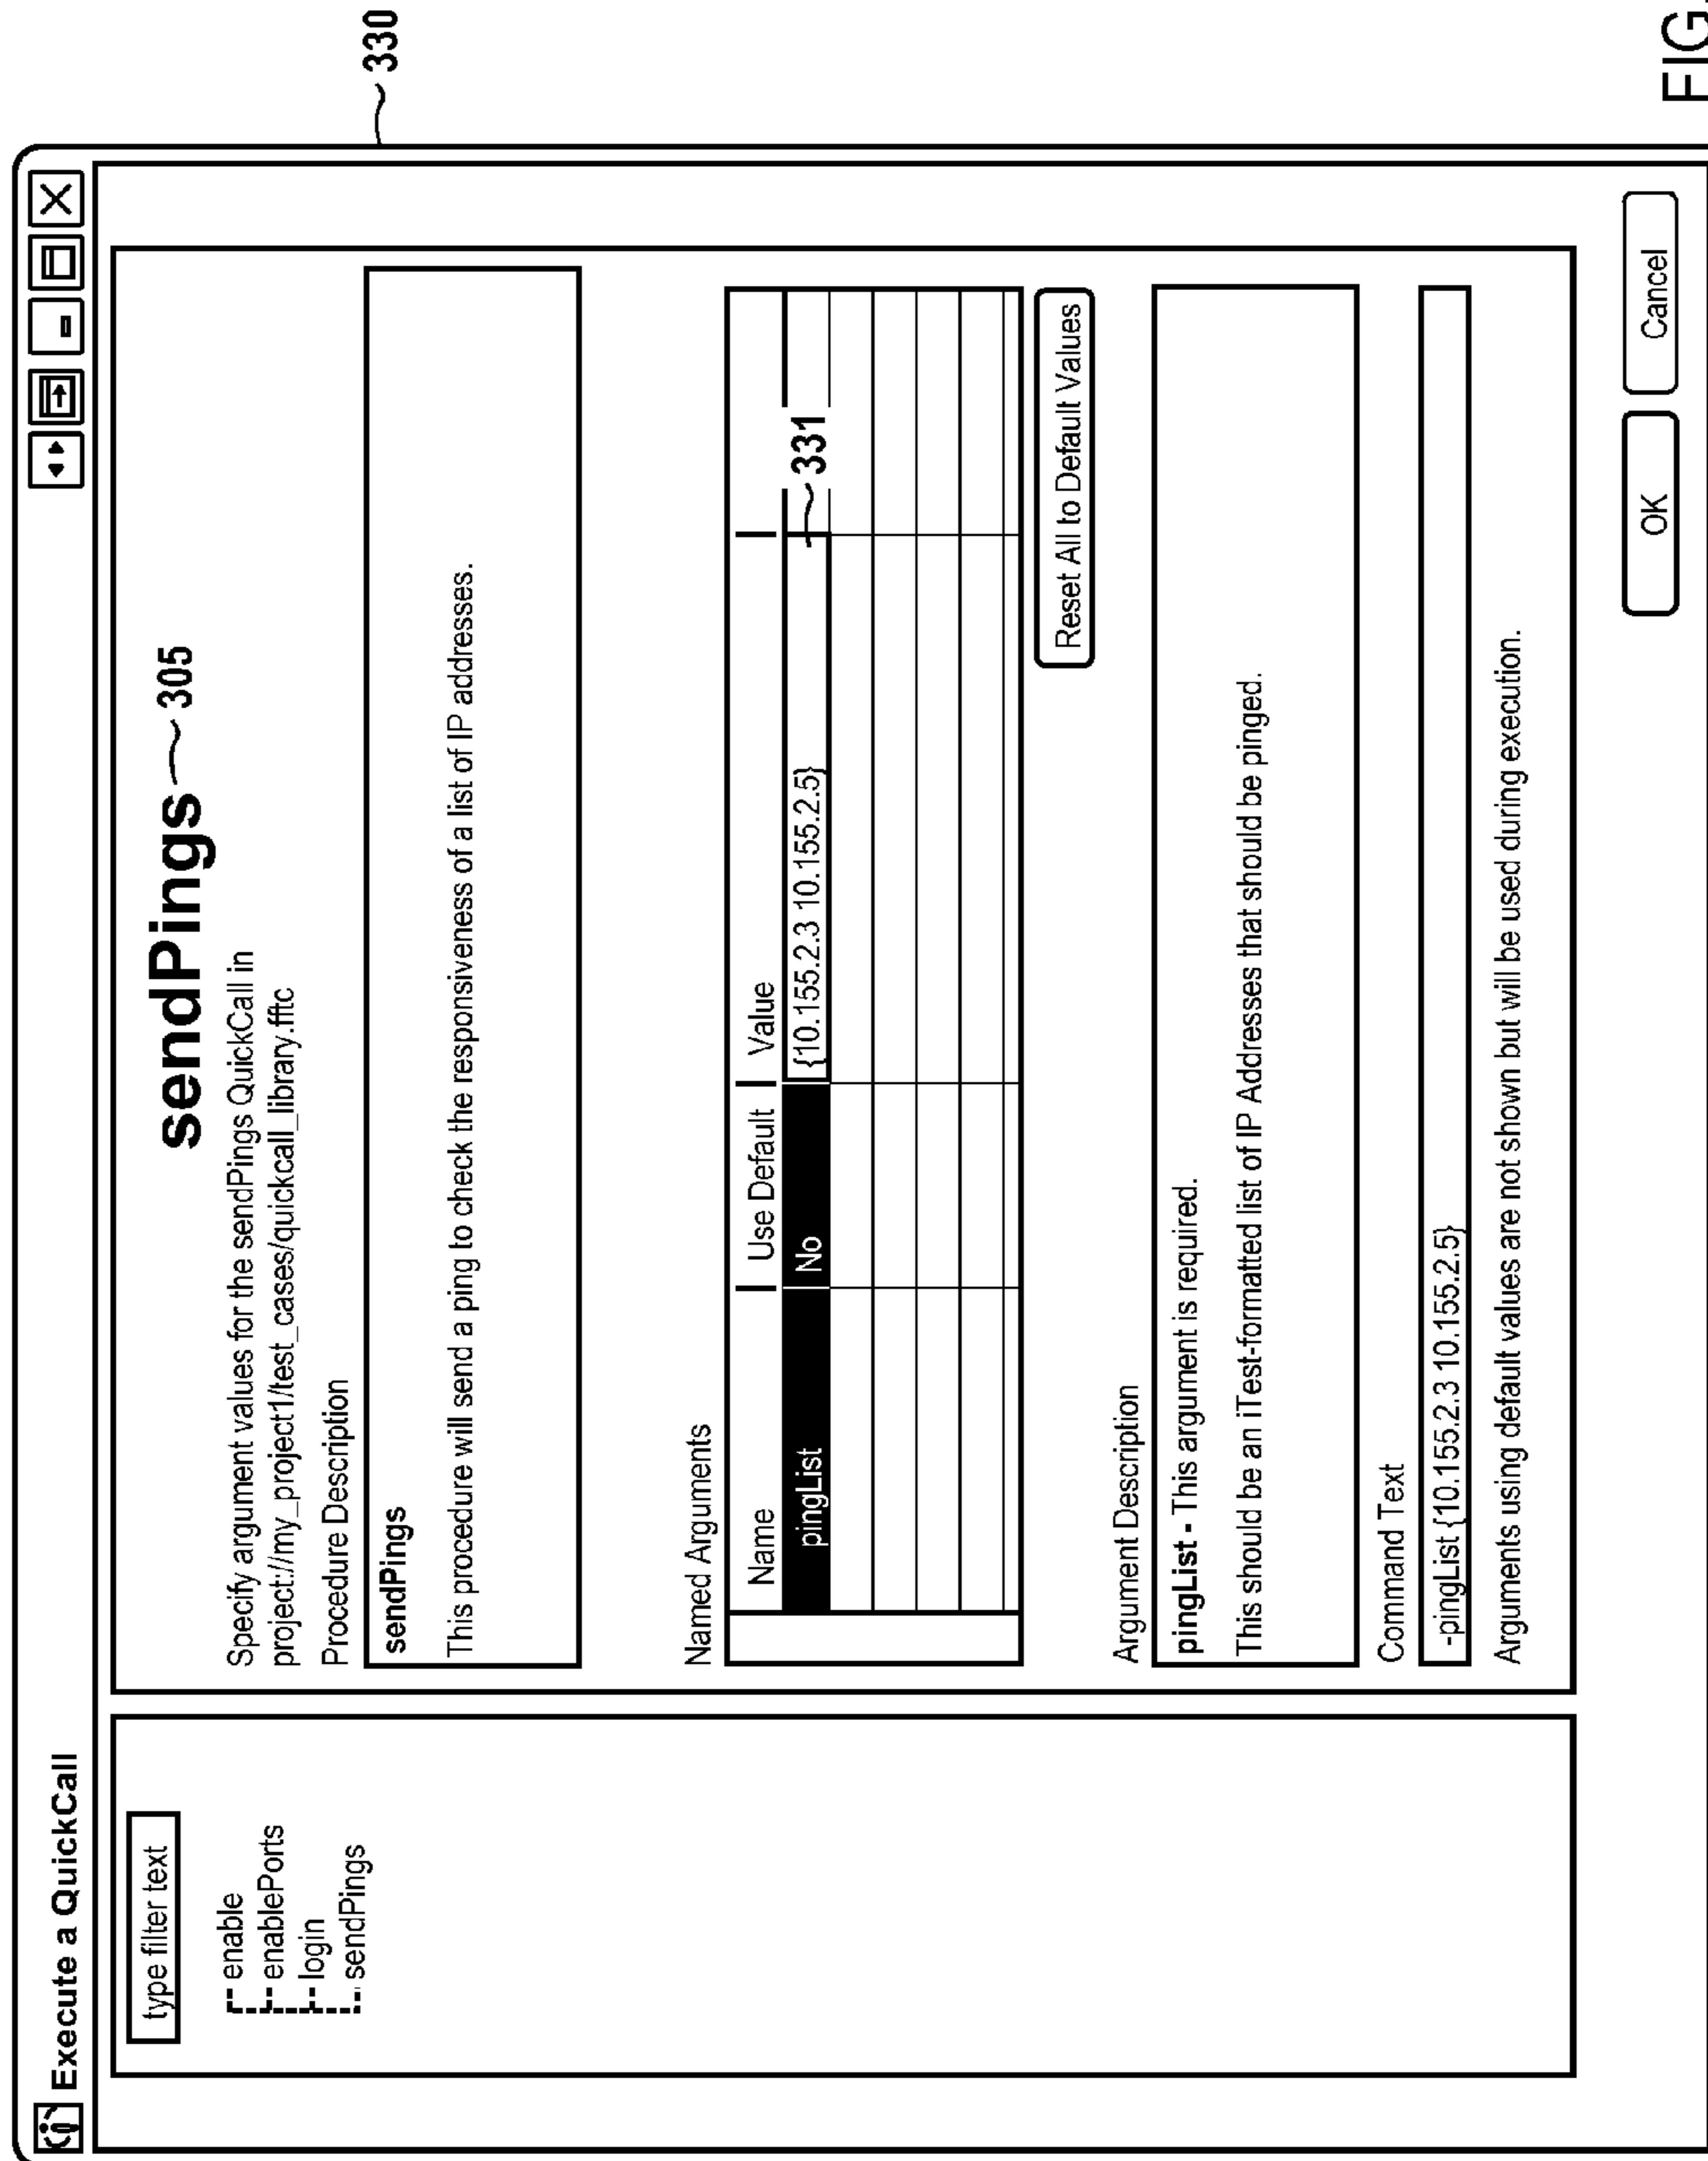 Execute a QuickCall
330
type filter text
enable
enablePorts
login
sendPings
sendPings 305
Specify argument values for the sendPings QuickCall in
project://my_project1/test_cases/quickcall_library.fftc
Procedure Description
sendPings
This procedure will send a ping to check the responsiveness of a list of IP addresses.
Named Arguments
Name Use Default Value
pingList No {10.155.2.3 10.155.2.5} 331
Reset All to Default Values
Argument Description
pingList - This argument is required.
This should be an iTest-formatted list of IP Addresses that should be pinged.
Command Text
-pingList {10.155.2.3 10.155.2.5}
Arguments using default values are not shown but will be used during execution.
OK Cancel
FIG.